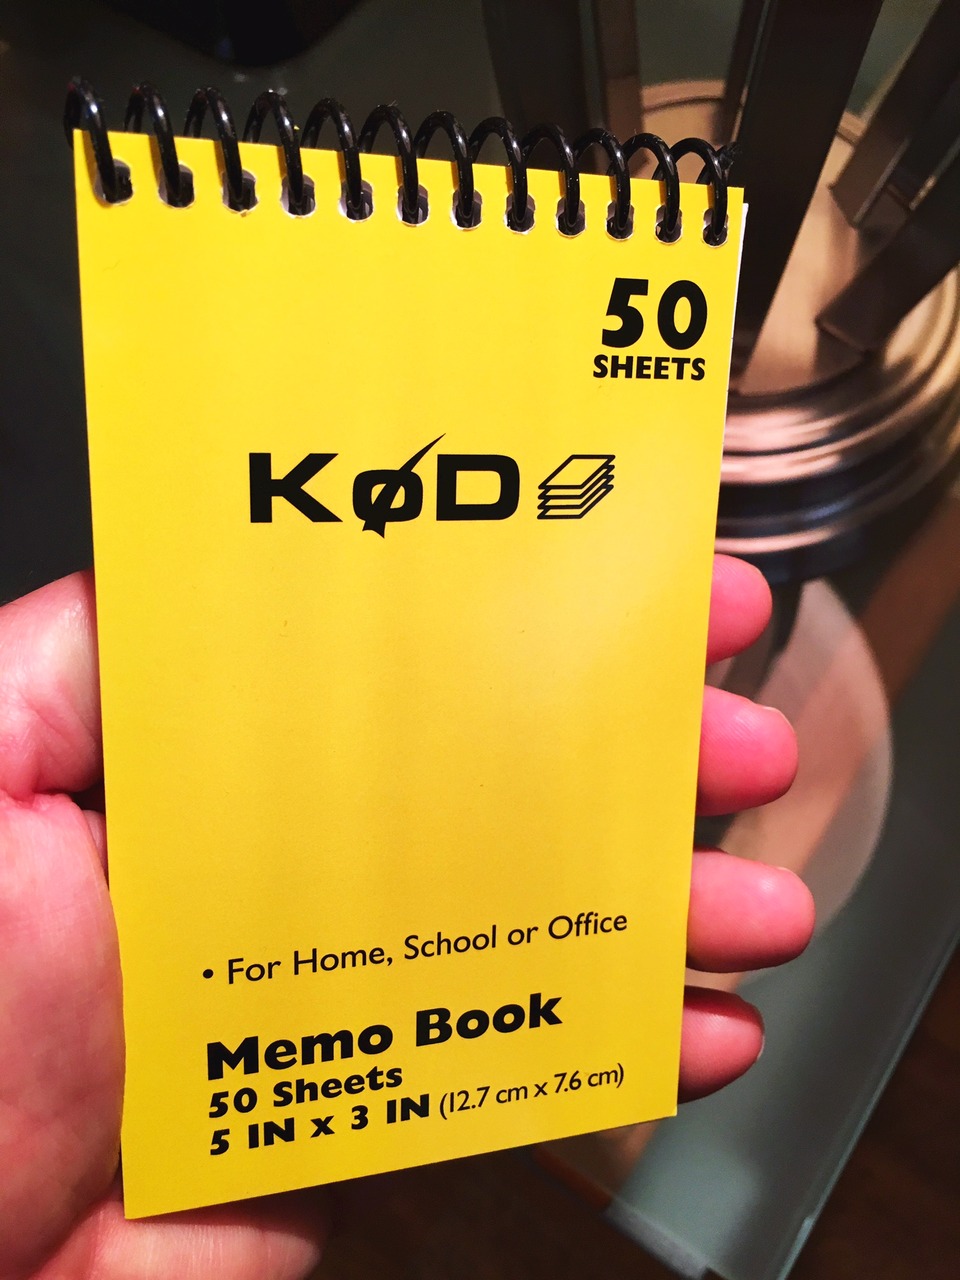 50
SHEETS
KØD
• For Home, School or Office
Memo Book
50 Sheets
5 IN x 3 IN (12.7 cm x 7.6 cm)